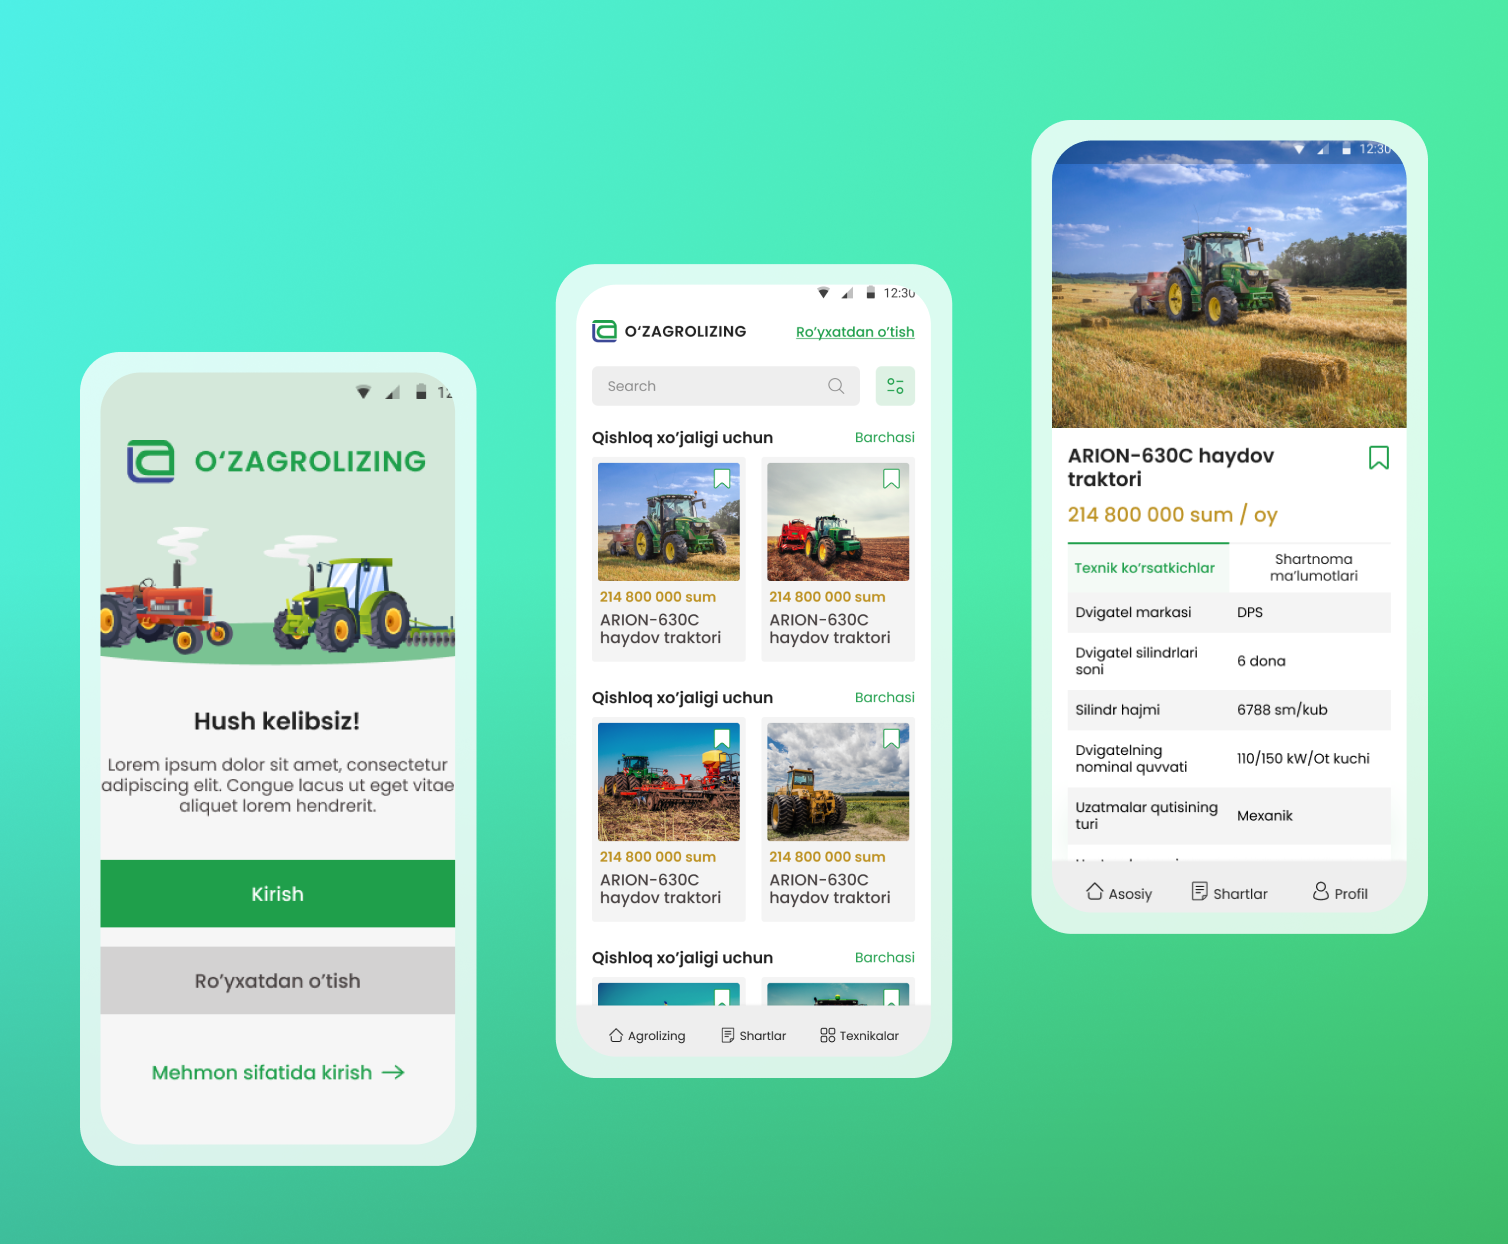 12
O‘ZAGROLIZING
Hush kelibsiz!
Lorem ipsum dolor sit amet, consectetur
adipiscing elit. Congue lacus ut eget vitae
aliquet lorem hendrerit.
Kirish
Ro’yxatdan o’tish
Mehmon sifatida kirish →
12:30
O‘ZAGROLIZING
Ro’yxatdan o’tish
Search
Qishloq xo’jaligi uchun
Barchasi
214 800 000 sum
ARION-630C
haydov traktori
214 800 000 sum
ARION-630C
haydov traktori
Qishloq xo’jaligi uchun
Barchasi
214 800 000 sum
ARION-630C
haydov traktori
214 800 000 sum
ARION-630C
haydov traktori
Qishloq xo’jaligi uchun
Barchasi
Agrolizing
Shartlar
Texnikalar
12:30
ARION-630C haydov
traktori
214 800 000 sum / oy
Texnik ko’rsatkichlar
Shartnoma
ma’lumotlari
Dvigatel markasi
DPS
Dvigatel silindrlari
soni
6 dona
Silindr hajmi
6788 sm/kub
Dvigatelning
nominal quvvati
110/150 kW/Ot kuchi
Uzatmalar qutisining
turi
Mexanik
Asosiy
Shartlar
Profil